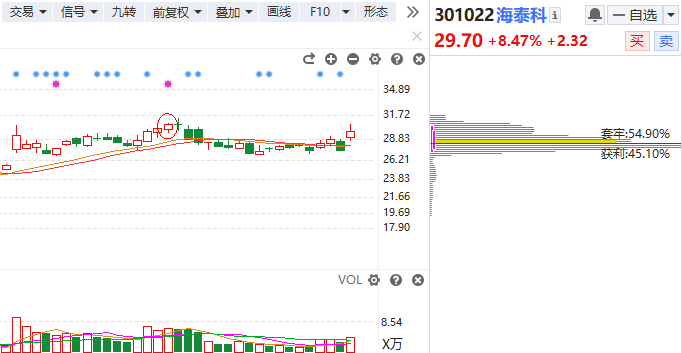 交易 信号 九转 前复权 叠加 画线 F10 形态
301022 海泰科
自选
29.70 +8.47% +2.32
买 卖
34.89
31.72
28.83
26.21
23.83
21.66
19.69
17.90
套牢:54.90%
获利:45.10%
VOL
8.54
X万